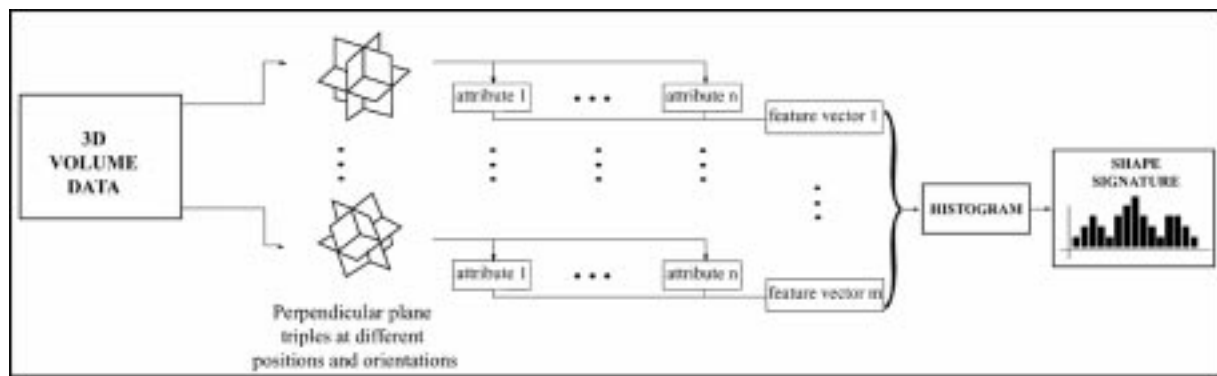 3D
VOLUME
DATA
attribute 1
attribute n
feature vector 1
attribute 1
attribute n
feature vector m
Perpendicular plane
triples at different
positions and orientations
HISTOGRAM
SHAPE
SIGNATURE